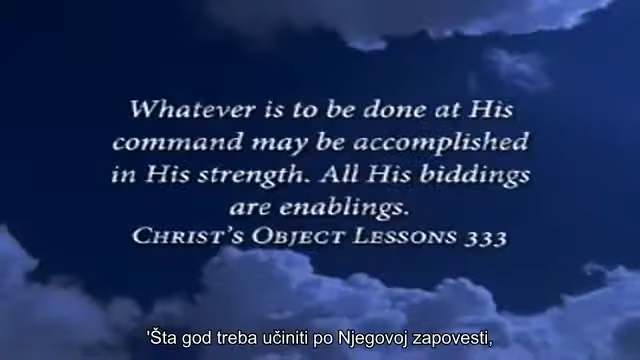 Whatever is to be done at His
command may be accomplished
in His strength. All His biddings
are enablings.
CHRIST'S OBJECT LESSONS 333
'Šta god treba učiniti po Njegovoj zapovesti,